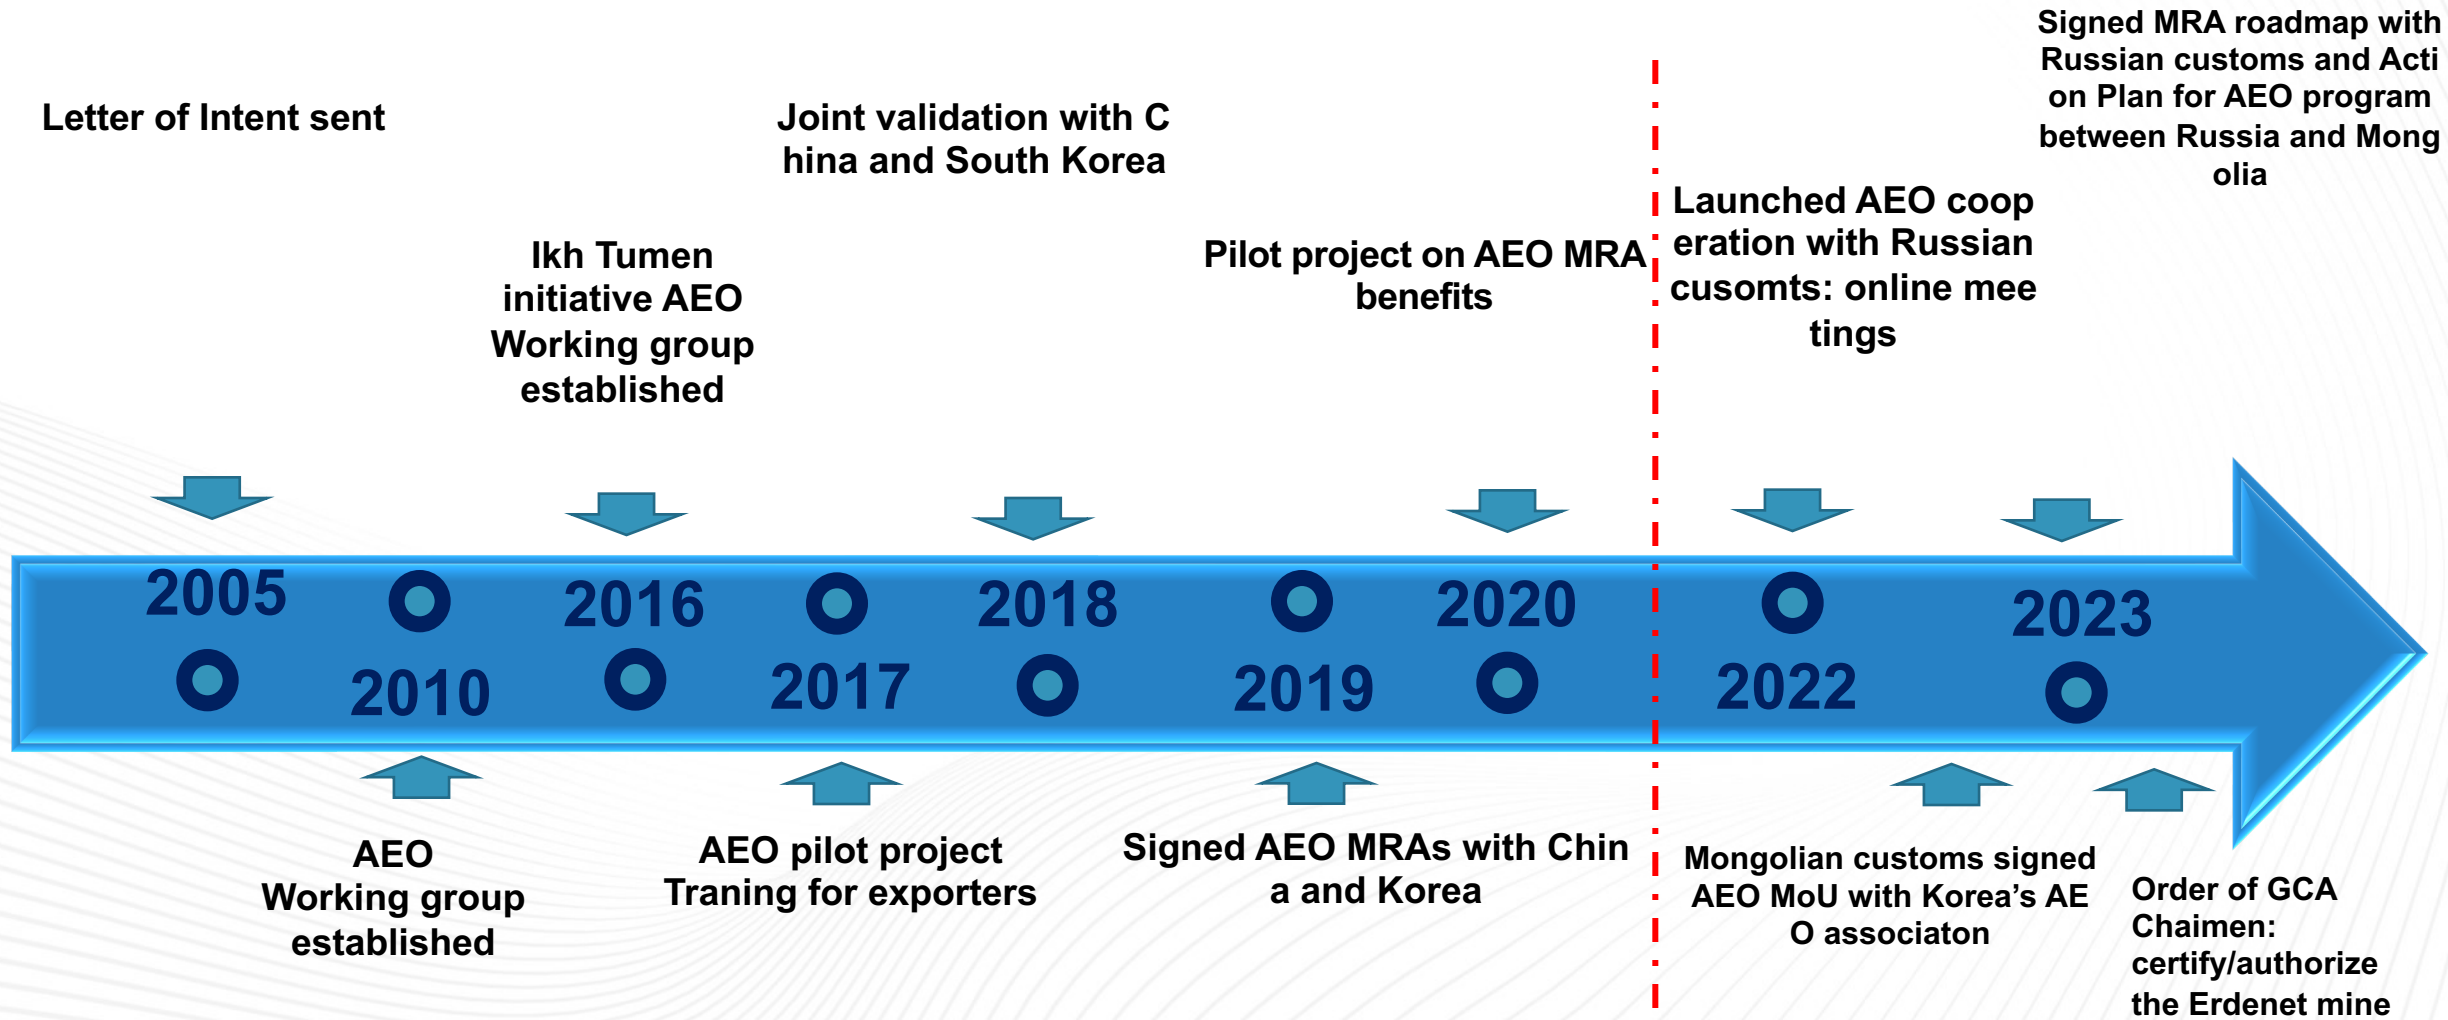 Letter of Intent sent
Ikh Tumen
initiative AEO
Working group
established
Joint validation with C
hina and South Korea
Pilot project on AEO MRA
benefits
Launched AEO coop
eration with Russian
cusomts: online mee
tings
Signed MRA roadmap with
Russian customs and Acti
on Plan for AEO program
between Russia and Mong
olia
2005
2010
2016
2017
2018
2019
2020
2022
2023
AEO
Working group
established
AEO pilot project
Traning for exporters
Signed AEO MRAs with Chin
a and Korea
Mongolian customs signed
AEO MoU with Korea’s AE
O associaton
Order of GCA
Chaimen:
certify/authorize
the Erdenet mine